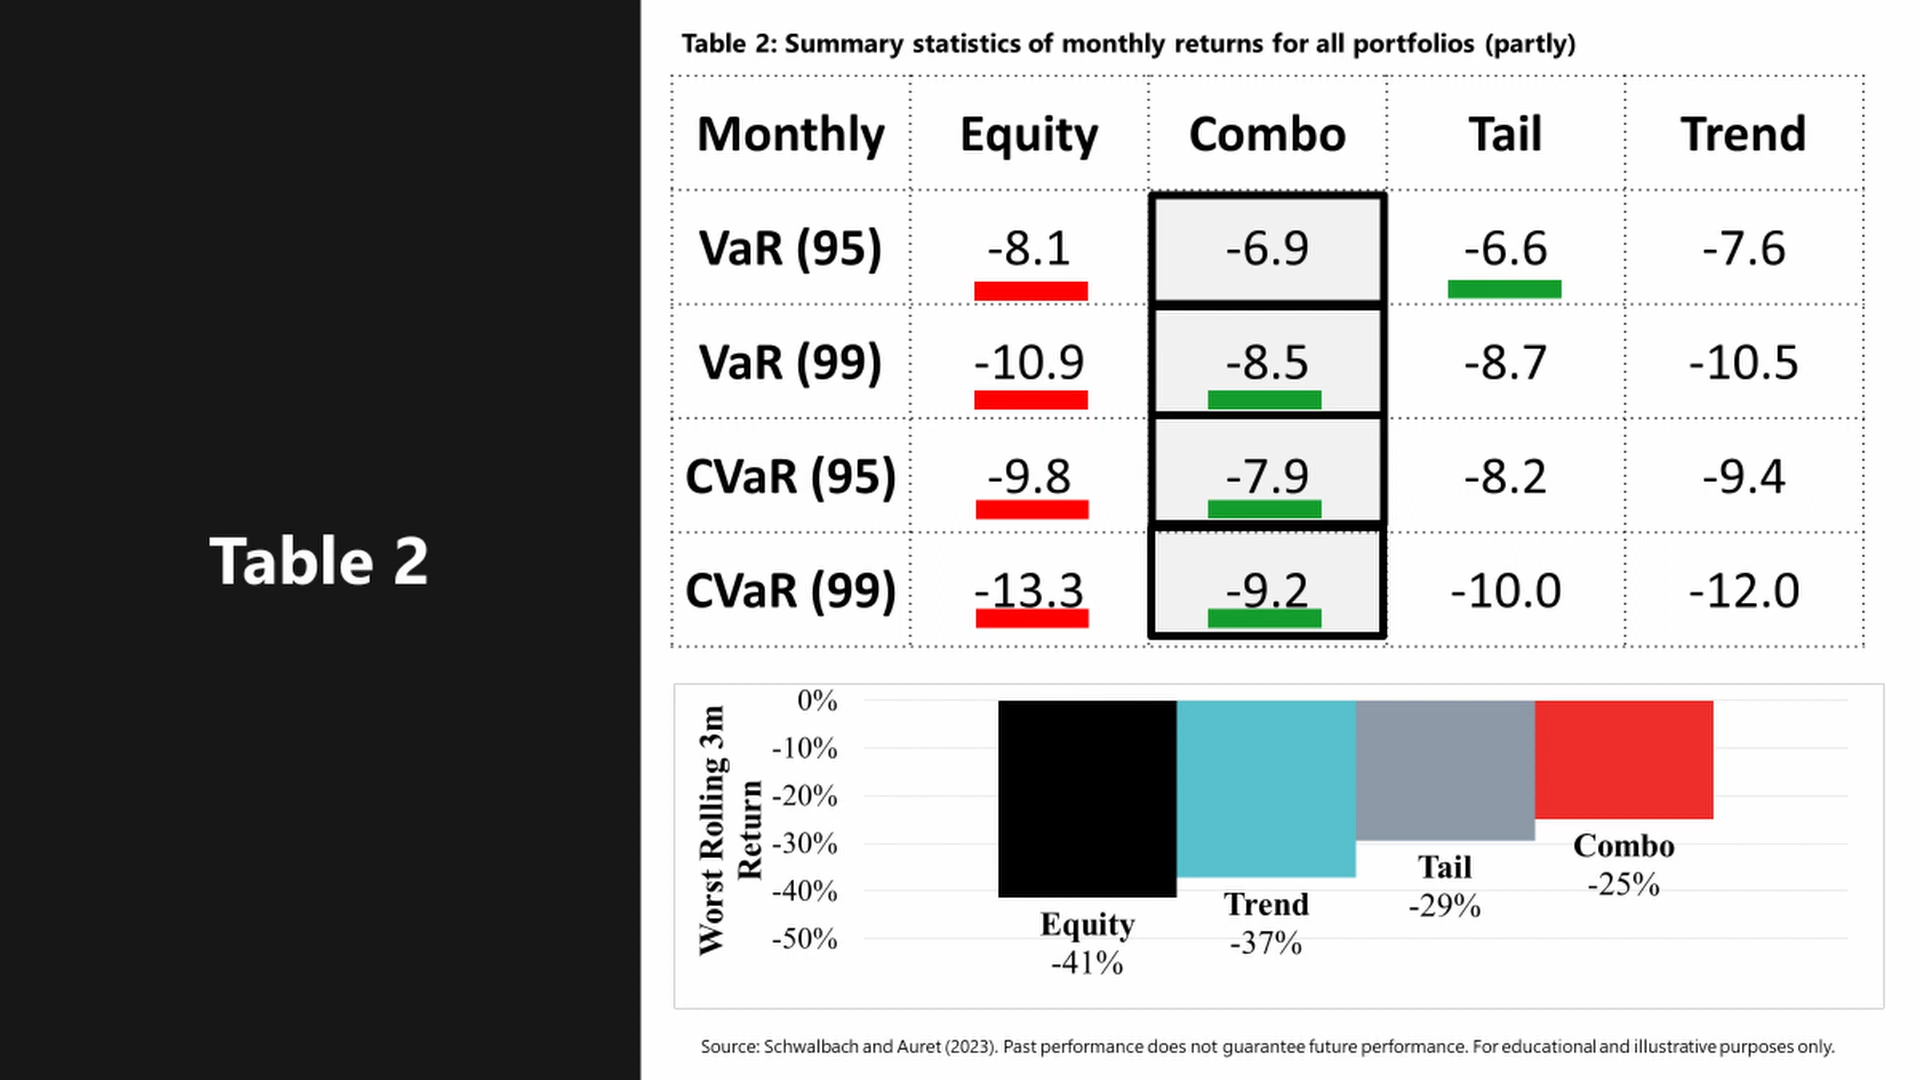 Table 2
Table 2: Summary statistics of monthly returns for all portfolios (partly)
Monthly Equity Combo Tail Trend
VaR (95) -8.1 -6.9 -6.6 -7.6
VaR (99) -10.9 -8.5 -8.7 -10.5
CVaR (95) -9.8 -7.9 -8.2 -9.4
CVaR (99) -13.3 -9.2 -10.0 -12.0
Worst Rolling 3m
Return
0%
-10%
-20%
-30%
-40%
-50%
Equity
-41%
Trend
-37%
Tail
-29%
Combo
-25%
Source: Schwalbach and Auret (2023). Past performance does not guarantee future performance. For educational and illustrative purposes only.